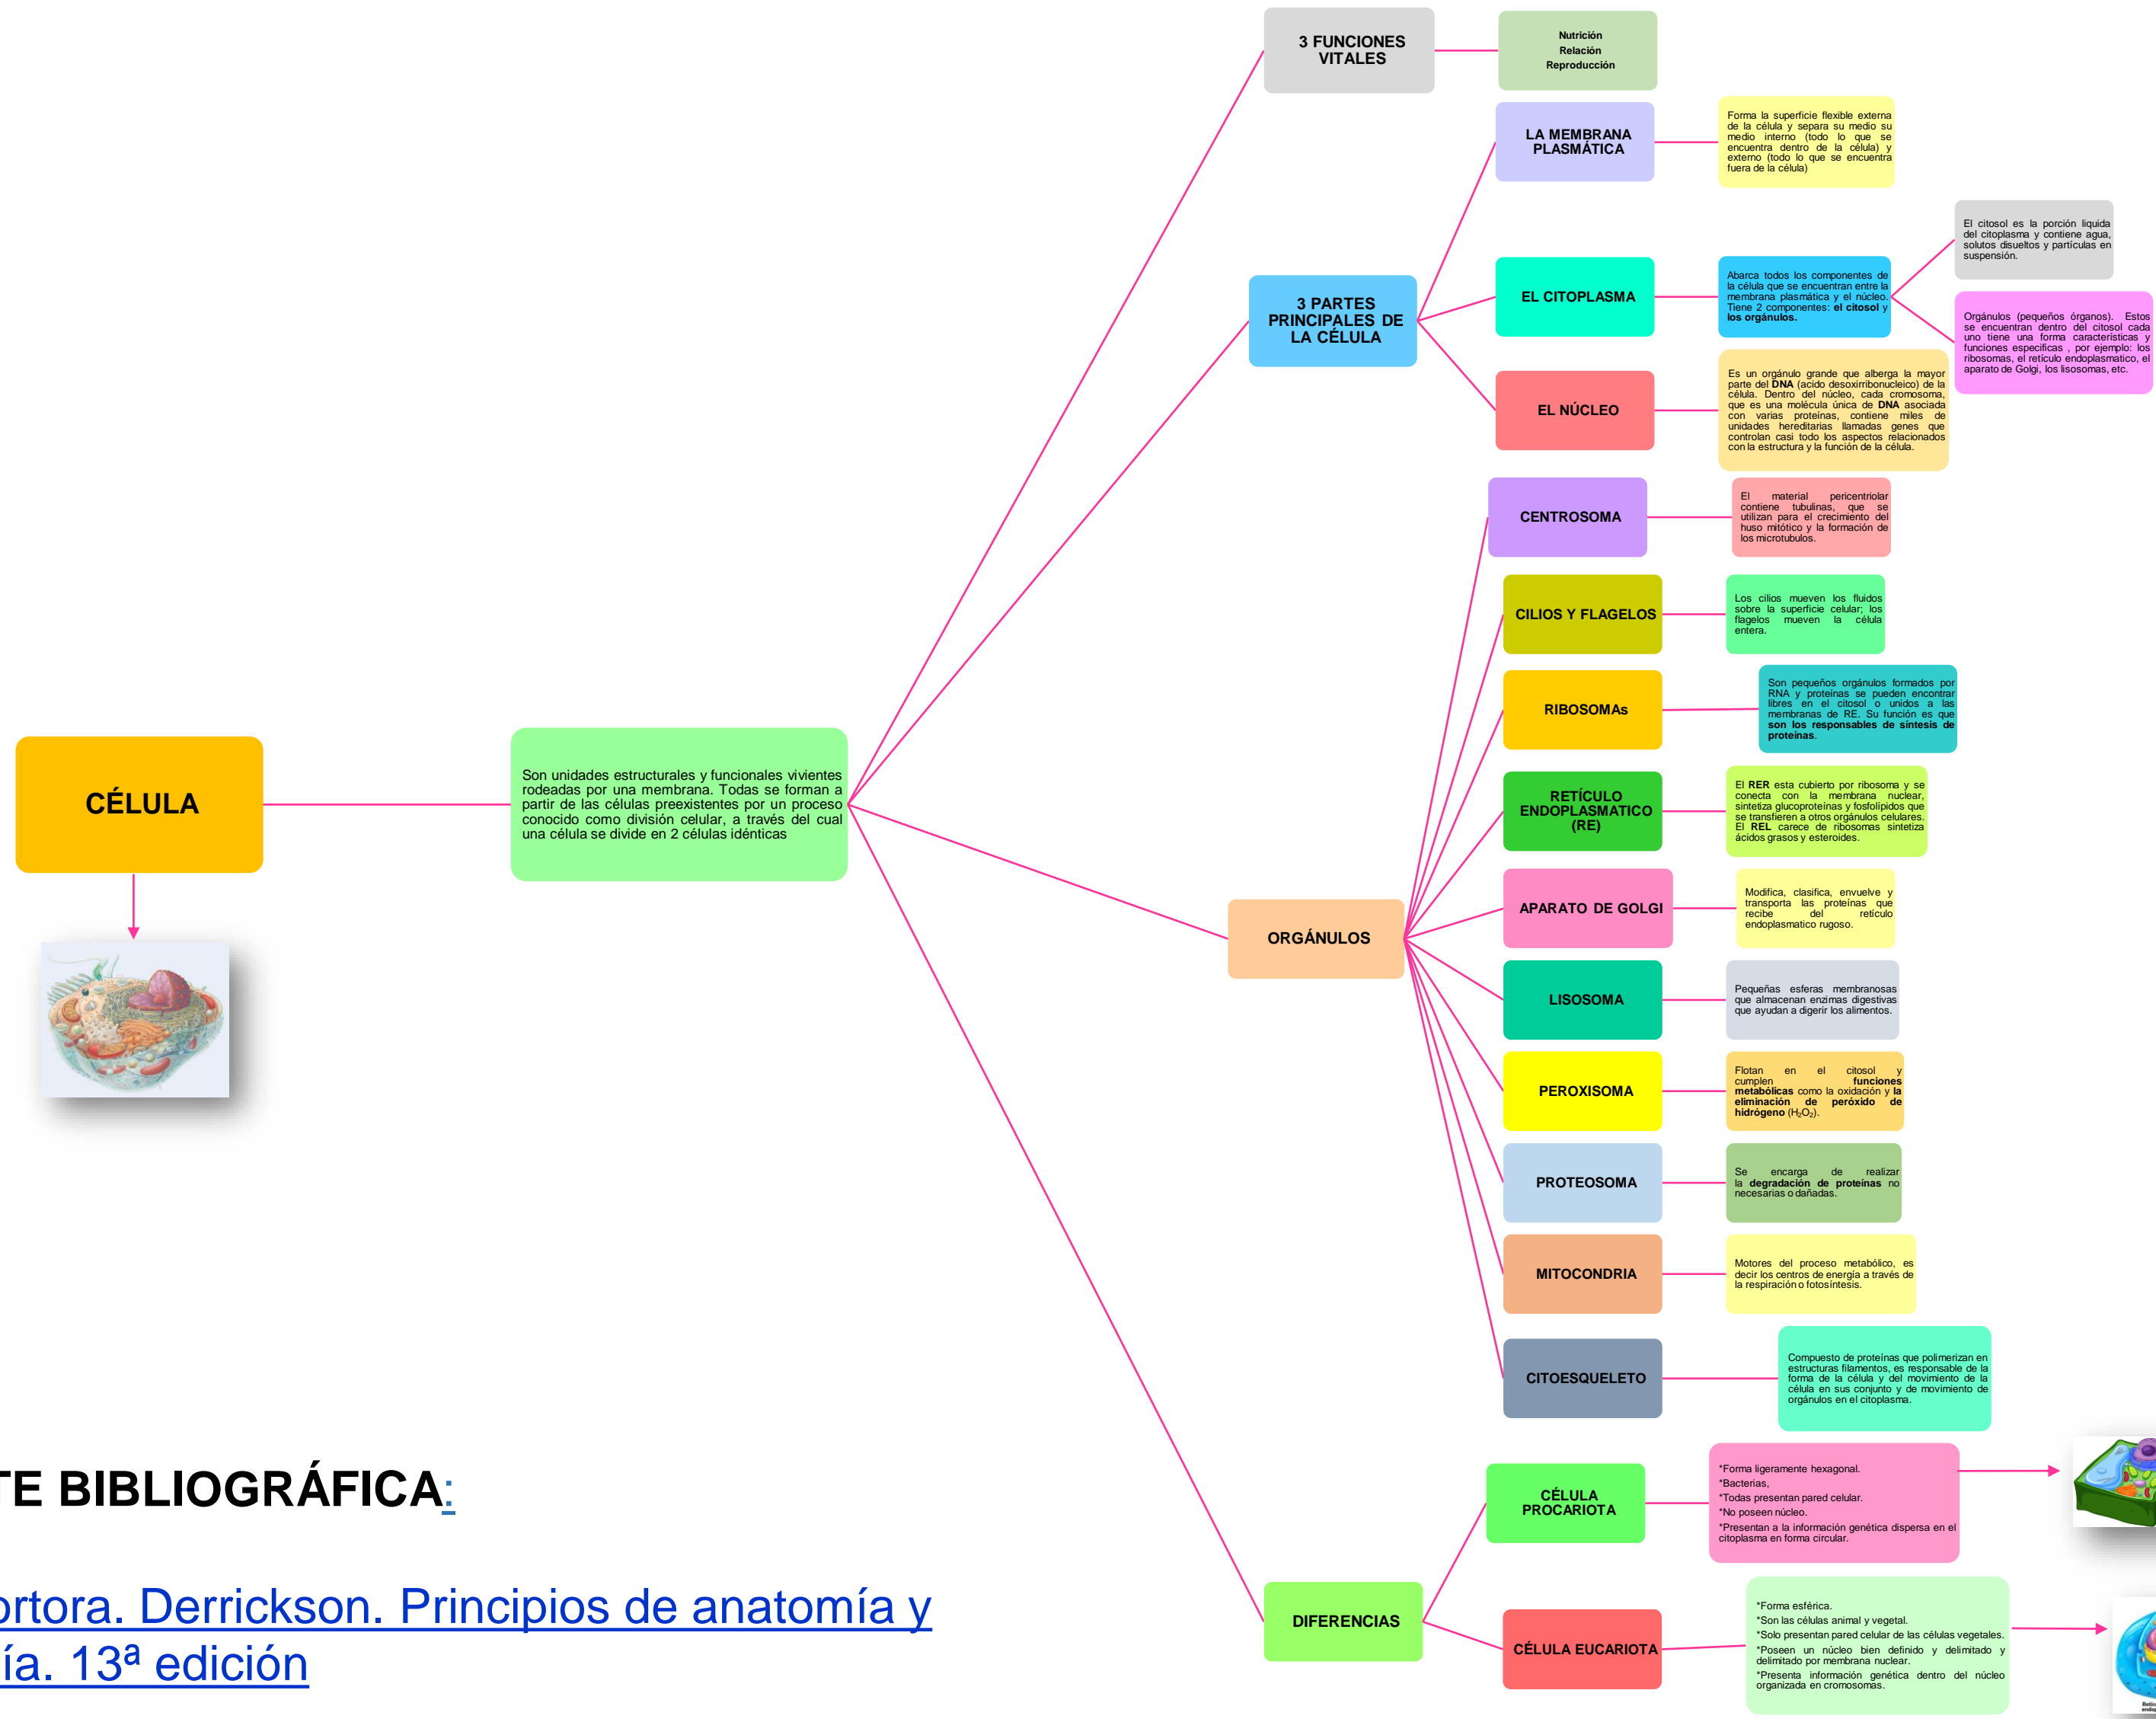 3 FUNCIONES
VITALES
Nutrición
Relación
Reproducción
LA MEMBRANA
PLASMÁTICA
Forma la superficie flexible externa
de la célula y separa su medio su
medio interno (todo lo que se
encuentra dentro de la célula) y
externo (todo lo que se encuentra
fuera de la célula)
3 PARTES
PRINCIPALES DE
LA CÉLULA
EL CITOPLASMA
Abarca todos los componentes de
la célula que se encuentran entre la
membrana plasmática y el núcleo.
Tiene 2 componentes: el citosol y
los orgánulos.
El citosol es la porción liquida
del citoplasma y contiene agua,
solutos disueltos y partículas en
suspensión.
Orgánulos (pequeños órganos). Estos
se encuentran dentro del citosol cada
uno tiene una forma características y
funciones especificas , por ejemplo: los
ribosomas, el retículo endoplasmatico, el
aparato de Golgi, los lisosomas, etc.
EL NÚCLEO
Es un orgánulo grande que alberga la mayor
parte del DNA (acido desoxirribonucleico) de la
célula. Dentro del núcleo, cada cromosoma,
que es una molécula única de DNA asociada
con varias proteínas, contiene miles de
unidades hereditarias llamadas genes que
controlan casi todo los aspectos relacionados
con la estructura y la función de la célula.
CENTROSOMA
El material pericentriolar
contiene tubulinas, que se
utilizan para el crecimiento del
huso mitótico y la formación de
los microtubulos.
CILIOS Y FLAGELOS
Los cilios mueven los fluidos
sobre la superficie celular; los
flagelos mueven la célula
entera.
RIBOSOMAs
Son pequeños orgánulos formados por
RNA y proteínas se pueden encontrar
libres en el citosol o unidos a las
membranas de RE. Su función es que
son los responsables de síntesis de
proteínas.
CÉLULA
Son unidades estructurales y funcionales vivientes
rodeadas por una membrana. Todas se forman a
partir de las células preexistentes por un proceso
conocido como división celular, a través del cual
una célula se divide en 2 células idénticas
RETÍCULO
ENDOPLASMATICO
(RE)
El RER esta cubierto por ribosoma y se
conecta con la membrana nuclear,
sintetiza glucoproteínas y fosfolípidos que
se transfieren a otros orgánulos celulares.
El REL carece de ribosomas sintetiza
ácidos grasos y esteroides.
ORGÁNULOS
APARATO DE GOLGI
Modifica, clasifica, envuelve y
transporta las proteínas que
recibe del retículo
endoplasmatico rugoso.
LISOSOMA
Pequeñas esferas membranosas
que almacenan enzimas digestivas
que ayudan a digerir los alimentos.
PEROXISOMA
Flotan en el citosol y
cumplen funciones
metabólicas como la oxidación y la
eliminación de peróxido de
hidrógeno (H₂O₂).
PROTEOSOMA
Se encarga de realizar
la degradación de proteínas no
necesarias o dañadas.
MITOCONDRIA
Motores del proceso metabólico, es
decir los centros de energía a través de
la respiración o fotosíntesis.
CITOESQUELETO
Compuesto de proteínas que polimerizan en
estructuras filamentos, es responsable de la
forma de la célula y del movimiento de la
célula en sus conjunto y de movimiento de
orgánulos en el citoplasma.
DIFERENCIAS
CÉLULA
PROCARIOTA
*Forma ligeramente hexagonal.
*Bacterias,
*Todas presentan pared celular.
*No poseen núcleo.
*Presentan a la información genética dispersa en el
citoplasma en forma circular.
CÉLULA EUCARIOTA
*Forma esférica.
*Son las células animal y vegetal.
*Solo presentan pared celular de las células vegetales.
*Poseen un núcleo bien definido y delimitado y
delimitado por membrana nuclear.
*Presenta información genética dentro del núcleo
organizada en cromosomas.
TE BIBLIOGRÁFICA:
ortora. Derrickson. Principios de anatomía y
ía. 13ª edición